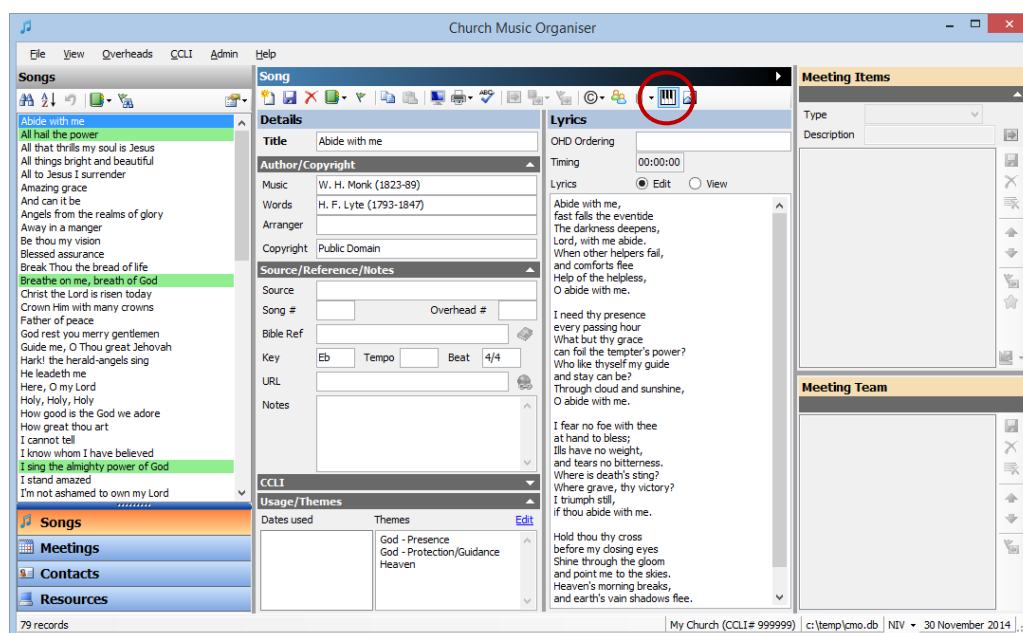 Church Music Organiser
File View Overheads CCLI Admin Help
Songs
Abide with me
All hail the power
All that thrills my soul is Jesus
All things bright and beautiful
All to Jesus I surrender
Amazing grace
And can it be
Angels from the realms of glory
Away in a manger
Be thou my vision
Blessed assurance
Break Thou the bread of life
Breathe on me, breath of God
Christ the Lord is risen today
Crown Him with many crowns
Father of peace
God rest you merry gentlemen
Guide me, O Thou great Jehovah
Hark! the herald-angels sing
He leadeth me
Here, O my Lord
Holy, Holy, Holy
How good is the God we adore
How great thou art
I cannot tell
I know whom I have believed
I sing the almighty power of God
I stand amazed
I'm not ashamed to own my Lord
Songs
Meetings
Contacts
Resources
Song
Details
Title Abide with me
Author/Copyright
Music W. H. Monk (1823-89)
Words H. F. Lyte (1793-1847)
Arranger
Copyright Public Domain
Source/Reference/Notes
Source
Song # Overhead #
Bible Ref
Key Eb Tempo Beat 4/4
URL
Notes
CCLI
Usage/Themes
Dates used Themes Edit
God - Presence
God - Protection/Guidance
Heaven
Lyrics
OHD Ordering
Timing 00:00:00
Lyrics Edit View
Abide with me,
fast falls the eventide
The darkness deepens,
Lord, with me abide.
When other helpers fail,
and comforts flee
Help of the helpless,
O abide with me.
I need thy presence
every passing hour
What but thy grace
can foil the tempter's power?
Who like thyself my guide
and stay can be?
Through cloud and sunshine,
O abide with me.
I fear no foe with thee
at hand to bless;
Ills have no weight,
and tears no bitterness.
Where is death's sting?
Where grave, thy victory?
I triumph still,
if thou abide with me.
Hold thou thy cross
before my closing eyes
Shine through the gloom
and point me to the skies.
Heaven's morning breaks,
and earth's vain shadows flee.
Meeting Items
Type
Description
Meeting Team
79 records My Church (CCLI# 999999) c:\temp\cmo.db NIV 30 November 2014